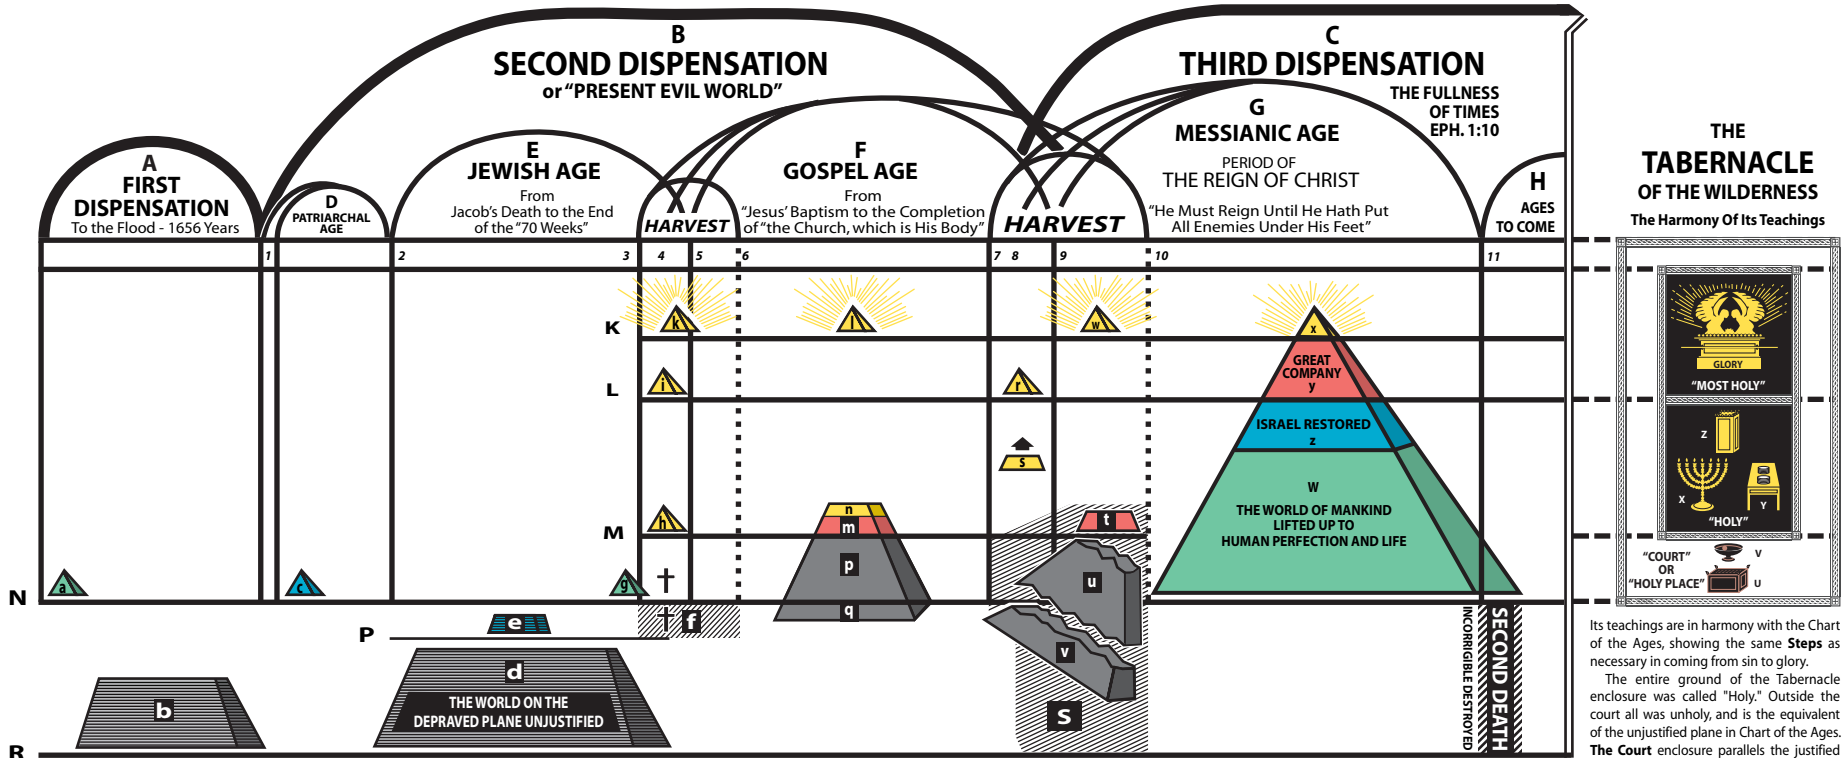 B
SECOND DISPENSATION
or “PRESENT EVIL WORLD”
C
THIRD DISPENSATION
THE FULLNESS
OF TIMES
EPH. 1:10
A
FIRST
DISPENSATION
To the Flood - 1656 Years
D
PATRIARCHAL
AGE
E
JEWISH AGE
From
Jacob’s Death to the End
of the “70 Weeks”
HARVEST
F
GOSPEL AGE
From
“Jesus’ Baptism to the Completion
of “the Church, which is His Body”
HARVEST
G
MESSIANIC AGE
PERIOD OF
THE REIGN OF CHRIST
“He Must Reign Until He Hath Put
All Enemies Under His Feet”
H
AGES
TO COME
1
2
3
4
5
6
7
8
9
10
11
K
k
l
w
x
L
i
r
GREAT
COMPANY
y
s
ISRAEL RESTORED
z
M
h
n
m
t
W
THE WORLD OF MANKIND
LIFTED UP TO
HUMAN PERFECTION AND LIFE
N
a
c
g
p
q
u
P
e
f
v
b
d
THE WORLD ON THE
DEPRAVED PLANE UNJUSTIFIED
S
INCORRIGIBLE DESTROYED
SECOND DEATH
R
THE
TABERNACLE
OF THE WILDERNESS
The Harmony Of Its Teachings
GLORY
“MOST HOLY”
Z
X
Y
“HOLY”
“COURT”
OR
“HOLY PLACE”
V
U
Its teachings are in harmony with the Chart
of the Ages, showing the same Steps as
necessary in coming from sin to glory.
The entire ground of the Tabernacle
enclosure was called "Holy." Outside the
court all was unholy, and is the equivalent
of the unjustified plane in Chart of the Ages.
The Court enclosure parallels the justified